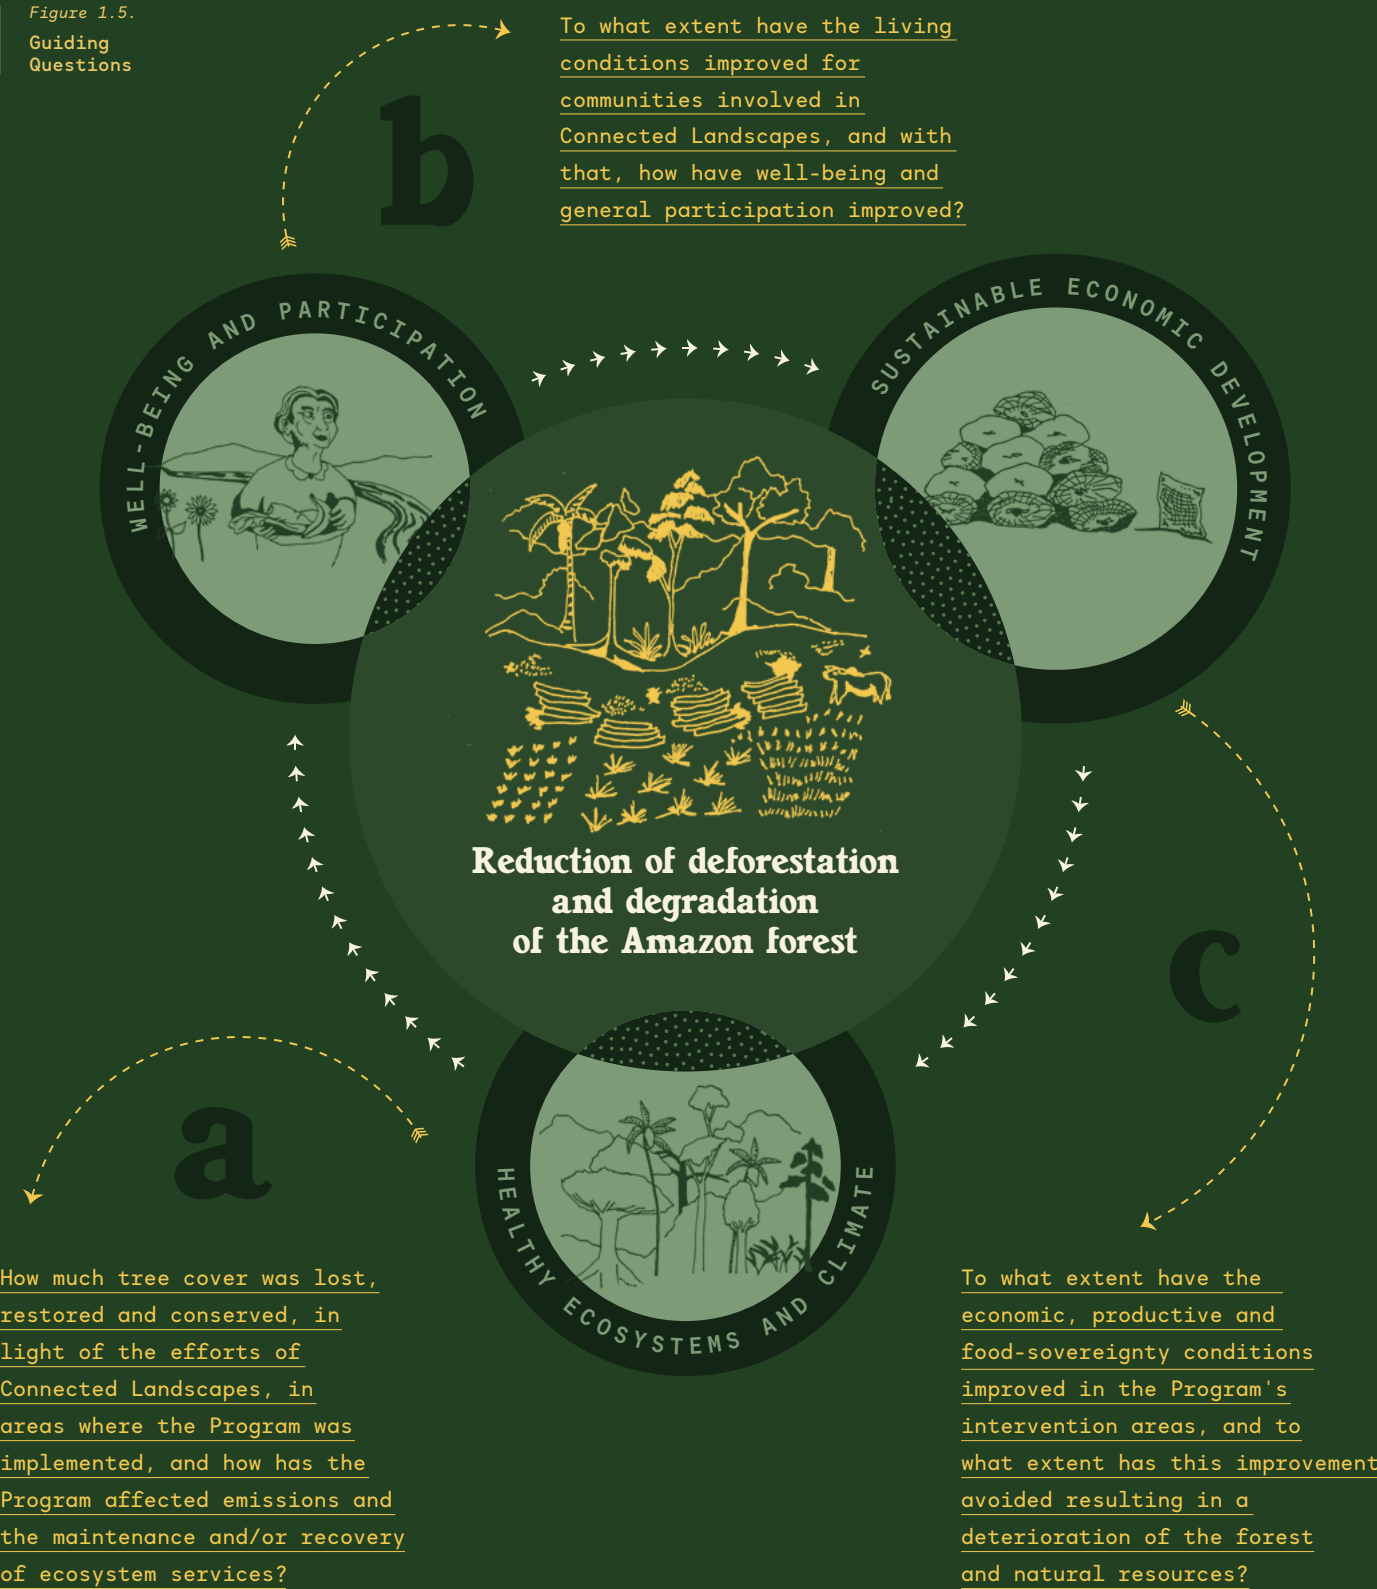 Figure 1.5.
Guiding
Questions
b
To what extent have the living
conditions improved for
communities involved in
Connected Landscapes, and with
that, how have well-being and
general participation improved?
WELL-BEING AND PARTICIPATION
SUSTAINABLE ECONOMIC DEVELOPMENT
Reduction of deforestation
and degradation
of the Amazon forest
HEALTHY ECOSYSTEMS AND CLIMATE
a
How much tree cover was lost,
restored and conserved, in
light of the efforts of
Connected Landscapes, in
areas where the Program was
implemented, and how has the
Program affected emissions and
the maintenance and/or recovery
of ecosystem services?
c
To what extent have the
economic, productive and
food-sovereignty conditions
improved in the Program's
intervention areas, and to
what extent has this improvement
avoided resulting in a
deterioration of the forest
and natural resources?